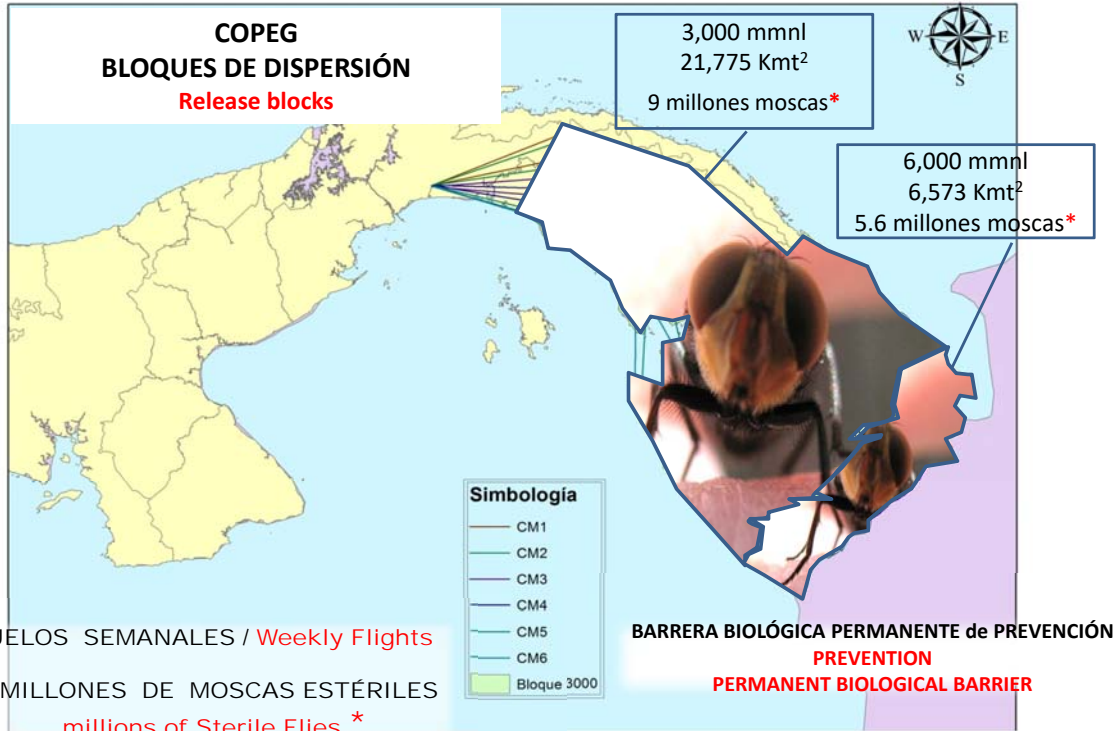 COPEG
BLOQUES DE DISPERSIÓN
Release blocks
3,000 mmnl
21,775 Kmt²
9 millones moscas*
W E
S
6,000 mmnl
6,573 Kmt²
5.6 millones moscas*
Simbología
CM1
CM2
CM3
CM4
CM5
CM6
Bloque 3000
UELOS SEMANALES / Weekly Flights
MILLONES DE MOSCAS ESTÉRILES
millions of Sterile Flies *
BARRERA BIOLÓGICA PERMANENTE de PREVENCIÓN
PREVENTION
PERMANENT BIOLOGICAL BARRIER